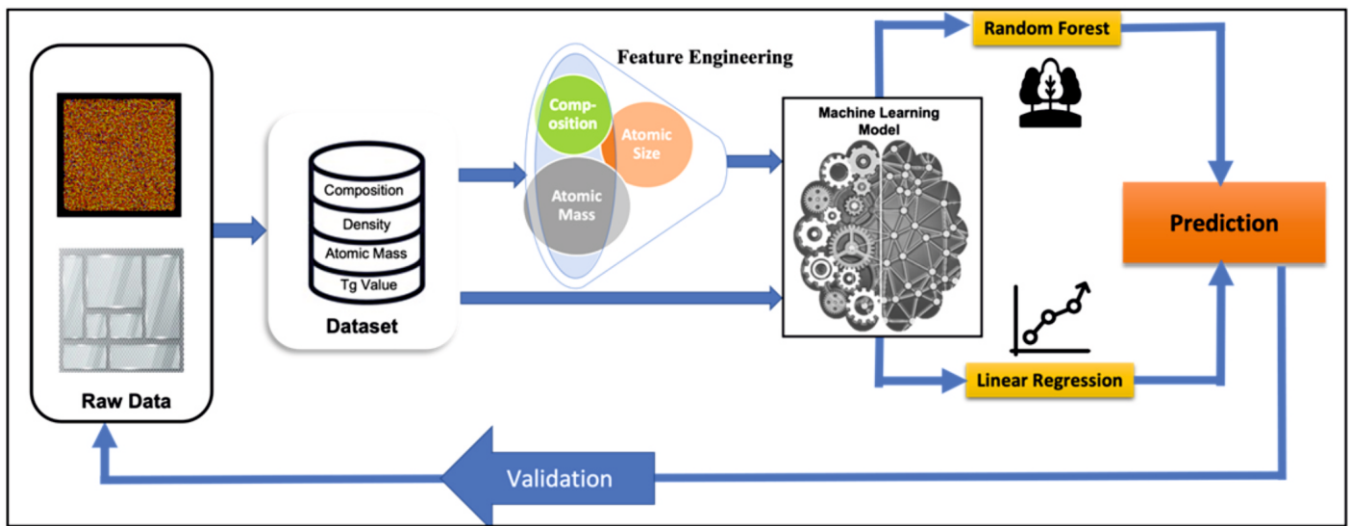 Raw Data
Composition
Density
Atomic Mass
Tg Value
Dataset
Feature Engineering
Comp-
osition
Atomic
Size
Atomic
Mass
Machine Learning
Model
Random Forest
Linear Regression
Prediction
Validation